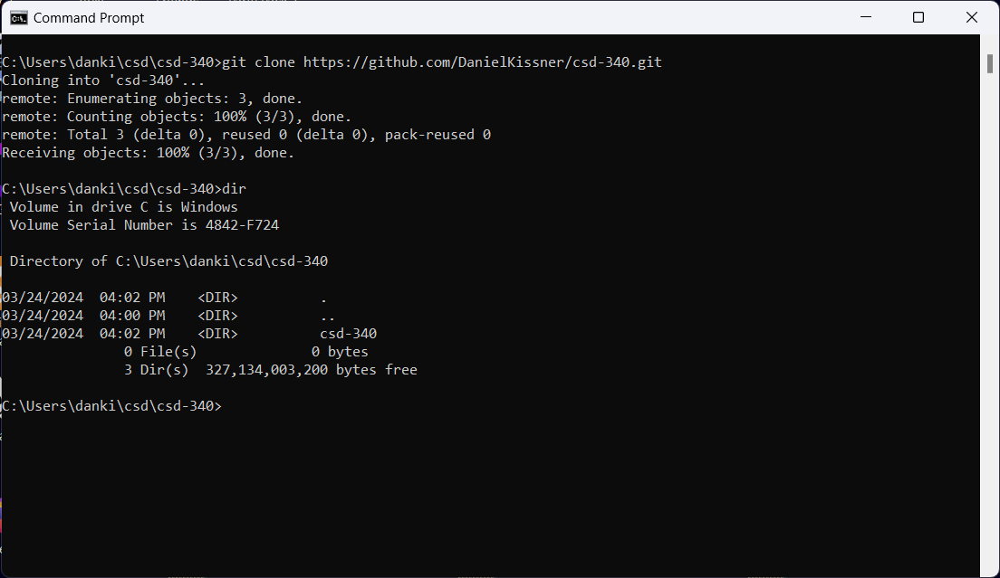 Command Prompt
C:\Users\danki\csd\csd-340>git clone https://github.com/DanielKissner/csd-340.git
Cloning into 'csd-340'...
remote: Enumerating objects: 3, done.
remote: Counting objects: 100% (3/3), done.
remote: Total 3 (delta 0), reused 0 (delta 0), pack-reused 0
Receiving objects: 100% (3/3), done.
C:\Users\danki\csd\csd-340>dir
Volume in drive C is Windows
Volume Serial Number is 4842-F724
Directory of C:\Users\danki\csd\csd-340
03/24/2024  04:02 PM    <DIR>          .
03/24/2024  04:00 PM    <DIR>          ..
03/24/2024  04:02 PM    <DIR>          csd-340
0 File(s)              0 bytes
3 Dir(s)  327,134,003,200 bytes free
C:\Users\danki\csd\csd-340>